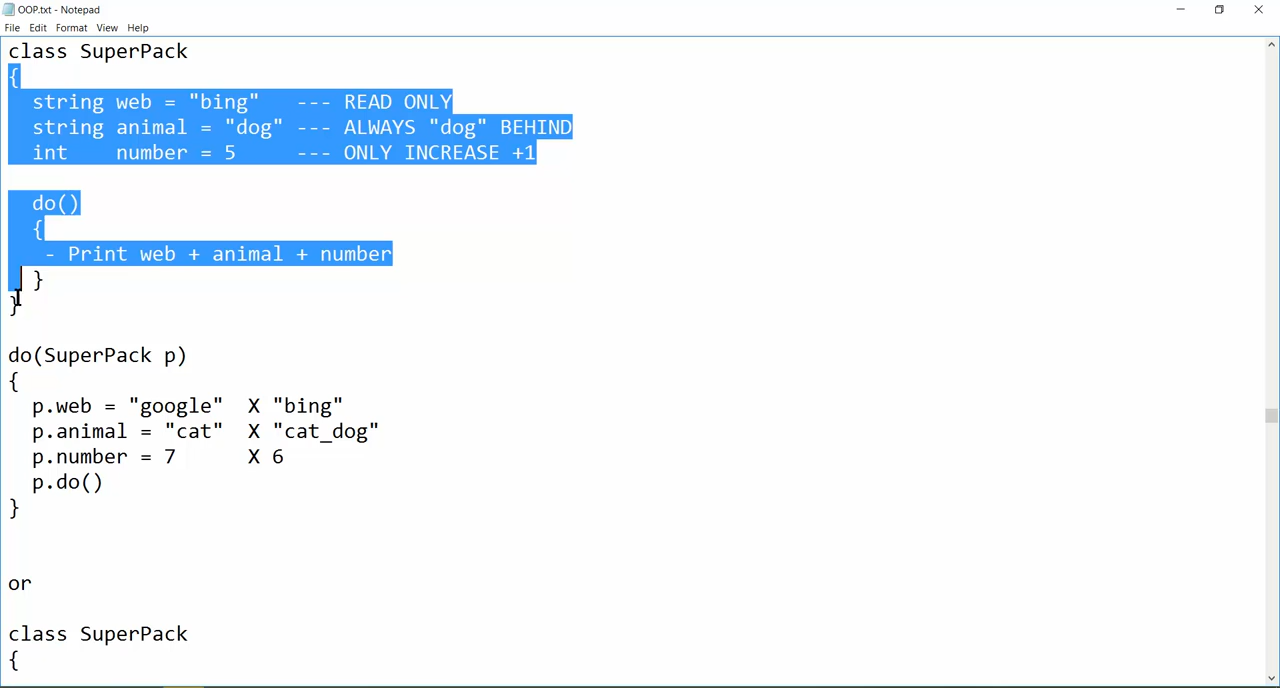 OOP.txt - Notepad
File Edit Format View Help
class SuperPack
{
string web = "bing" --- READ ONLY
string animal = "dog" --- ALWAYS "dog" BEHIND
int number = 5 --- ONLY INCREASE +1
do()
{
- Print web + animal + number
}
}
do(SuperPack p)
{
p.web = "google" X "bing"
p.animal = "cat" X "cat_dog"
p.number = 7 X 6
p.do()
}
or
class SuperPack
{